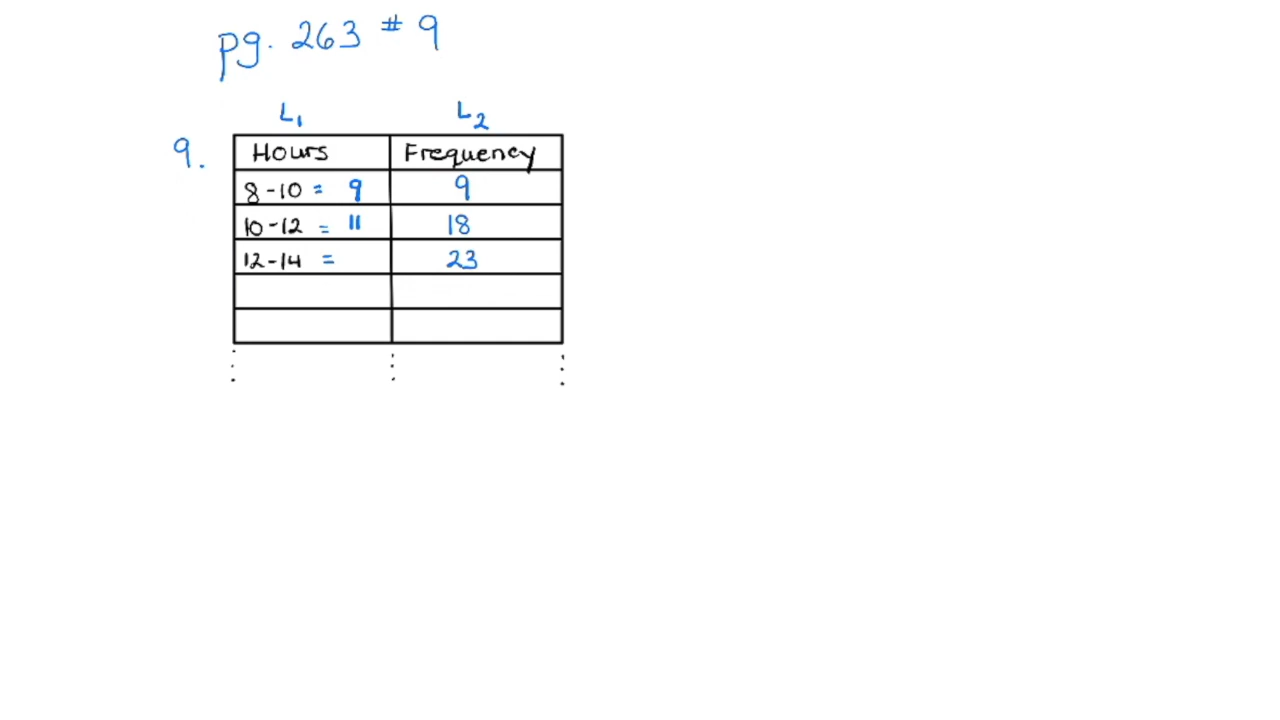 pg. 263 # 9
L1 L2
9. Hours Frequency
8-10 = 9 9
10-12 = 11 18
12-14 = 23